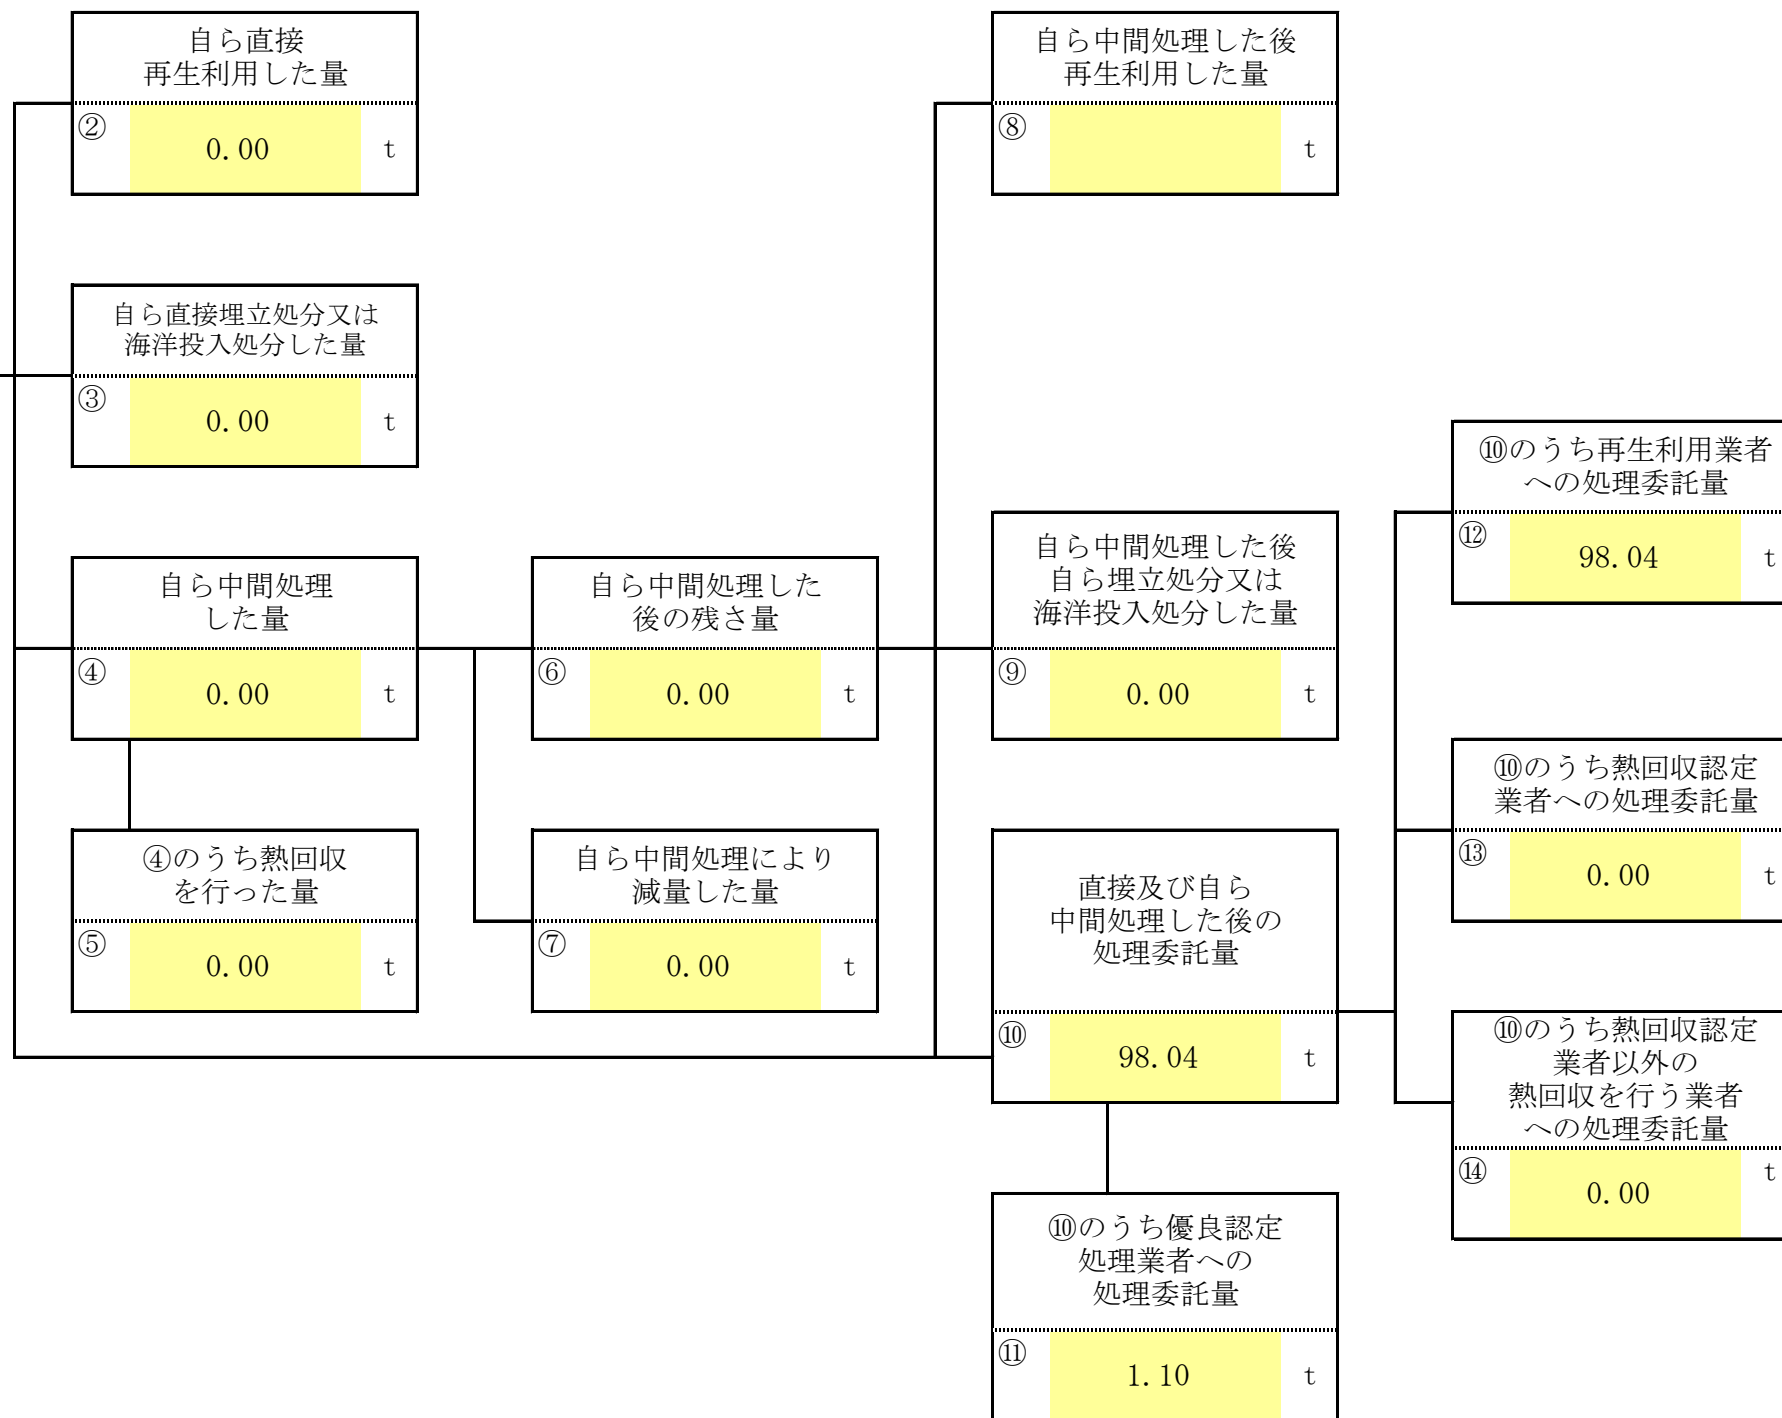 自ら直接
再生利用した量
② 0.00 t
自ら中間処理した後
再生利用した量
⑧ t
自ら直接埋立処分又は
海洋投入処分した量
③ 0.00 t
⑩のうち再生利用業者
への処理委託量
⑫ 98.04 t
自ら中間処理
した量
④ 0.00 t
自ら中間処理した
後の残さ量
⑥ 0.00 t
自ら中間処理した後
自ら埋立処分又は
海洋投入処分した量
⑨ 0.00 t
⑩のうち熱回収認定
業者への処理委託量
⑬ 0.00 t
④のうち熱回収
を行った量
⑤ 0.00 t
自ら中間処理により
減量した量
⑦ 0.00 t
直接及び自ら
中間処理した後の
処理委託量
⑩ 98.04 t
⑩のうち熱回収認定
業者以外の
熱回収を行う業者
への処理委託量
⑭ 0.00 t
⑩のうち優良認定
処理業者への
処理委託量
⑪ 1.10 t